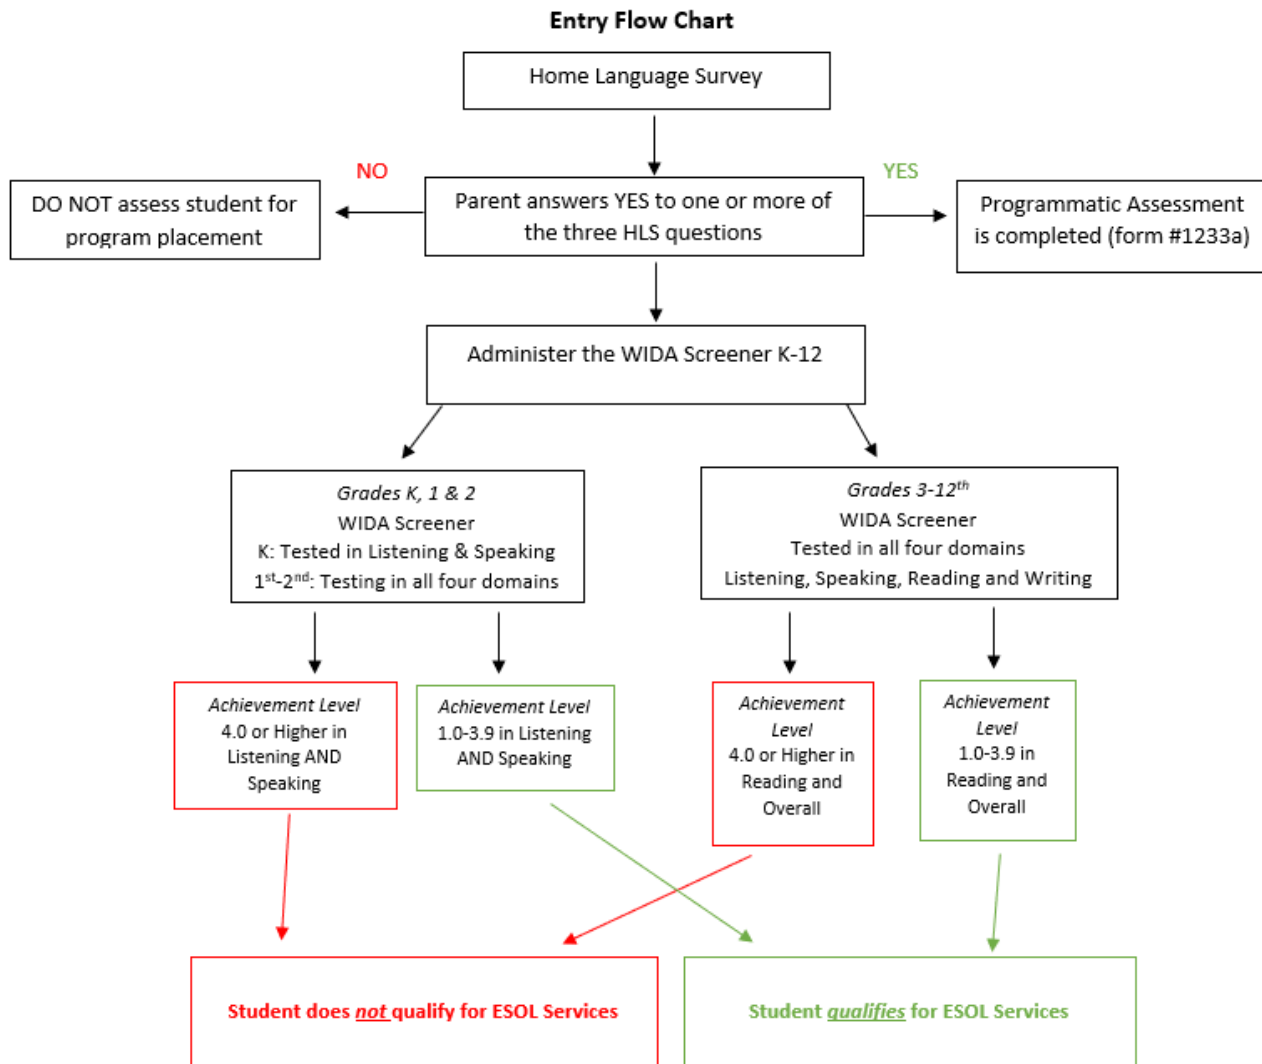 Entry Flow Chart
Home Language Survey
NO
YES
DO NOT assess student for
program placement
Parent answers YES to one or more of
the three HLS questions
Programmatic Assessment
is completed (form #1233a)
Administer the WIDA Screener K-12
Grades K, 1 & 2
WIDA Screener
K: Tested in Listening & Speaking
1st-2nd: Testing in all four domains
Grades 3-12th
WIDA Screener
Tested in all four domains
Listening, Speaking, Reading and Writing
Achievement Level
4.0 or Higher in
Listening AND
Speaking
Achievement Level
1.0-3.9 in Listening
AND Speaking
Achievement
Level
4.0 or Higher in
Reading and
Overall
Achievement
Level
1.0-3.9 in
Reading and
Overall
Student does not qualify for ESOL Services
Student qualifies for ESOL Services